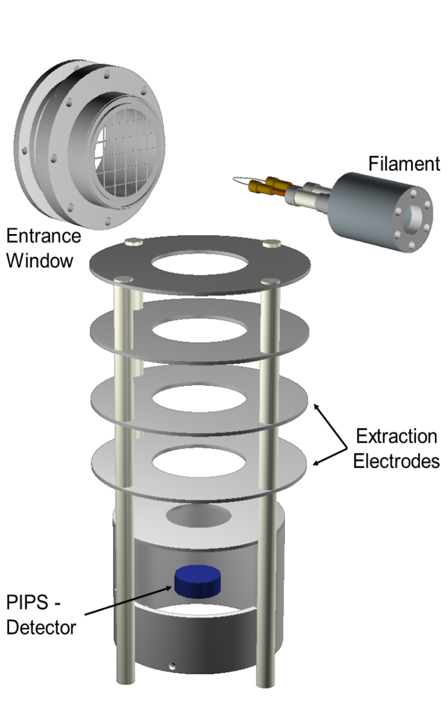 Filament
Entrance
Window
Extraction
Electrodes
PIPS -
Detector